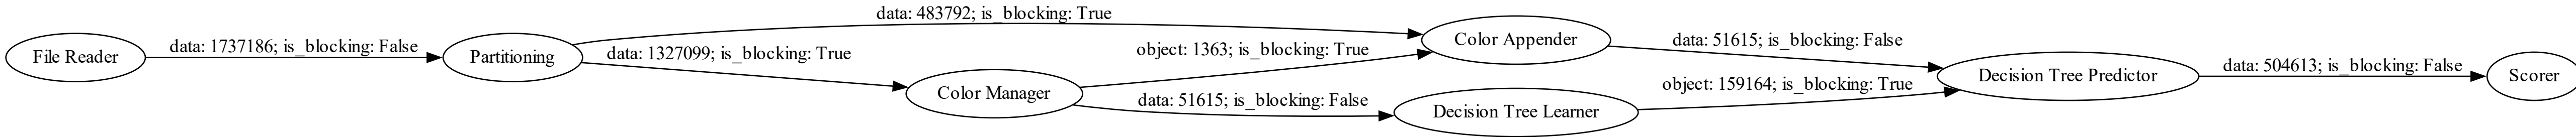 File Reader
data: 1737186; is_blocking: False
Partitioning
data: 483792; is_blocking: True
data: 1327099; is_blocking: True
Color Manager
object: 1363; is_blocking: True
data: 51615; is_blocking: False
Color Appender
Decision Tree Learner
data: 51615; is_blocking: False
object: 159164; is_blocking: True
Decision Tree Predictor
data: 504613; is_blocking: False
Scorer